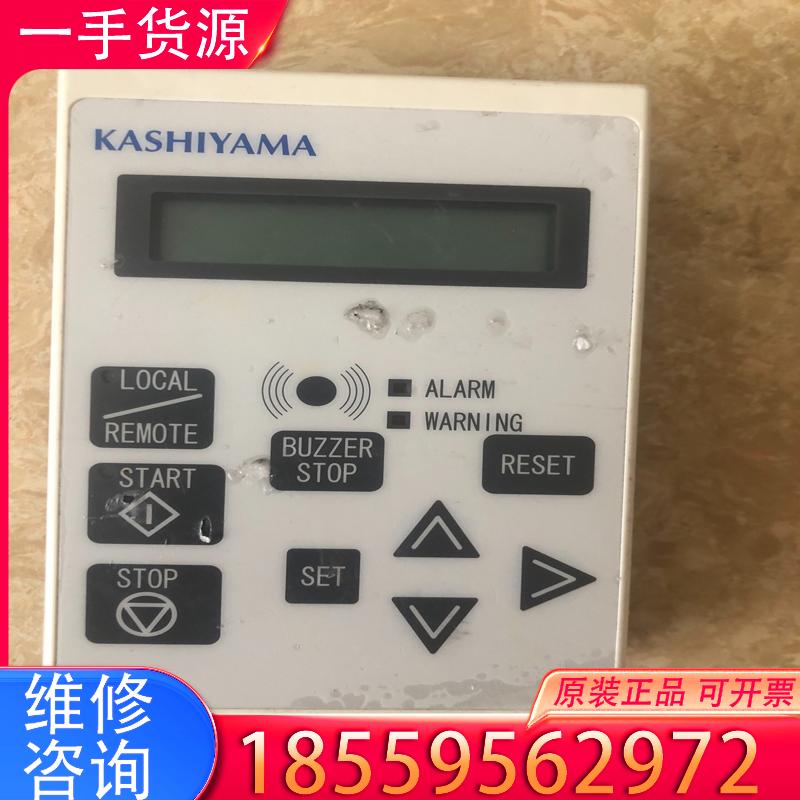 一手货源
KASHIYAMA
LOCAL
REMOTE
ALARM
WARNING
BUZZER
STOP
RESET
START
SET
STOP
原装正品 可开票
维修
咨询
18559562972